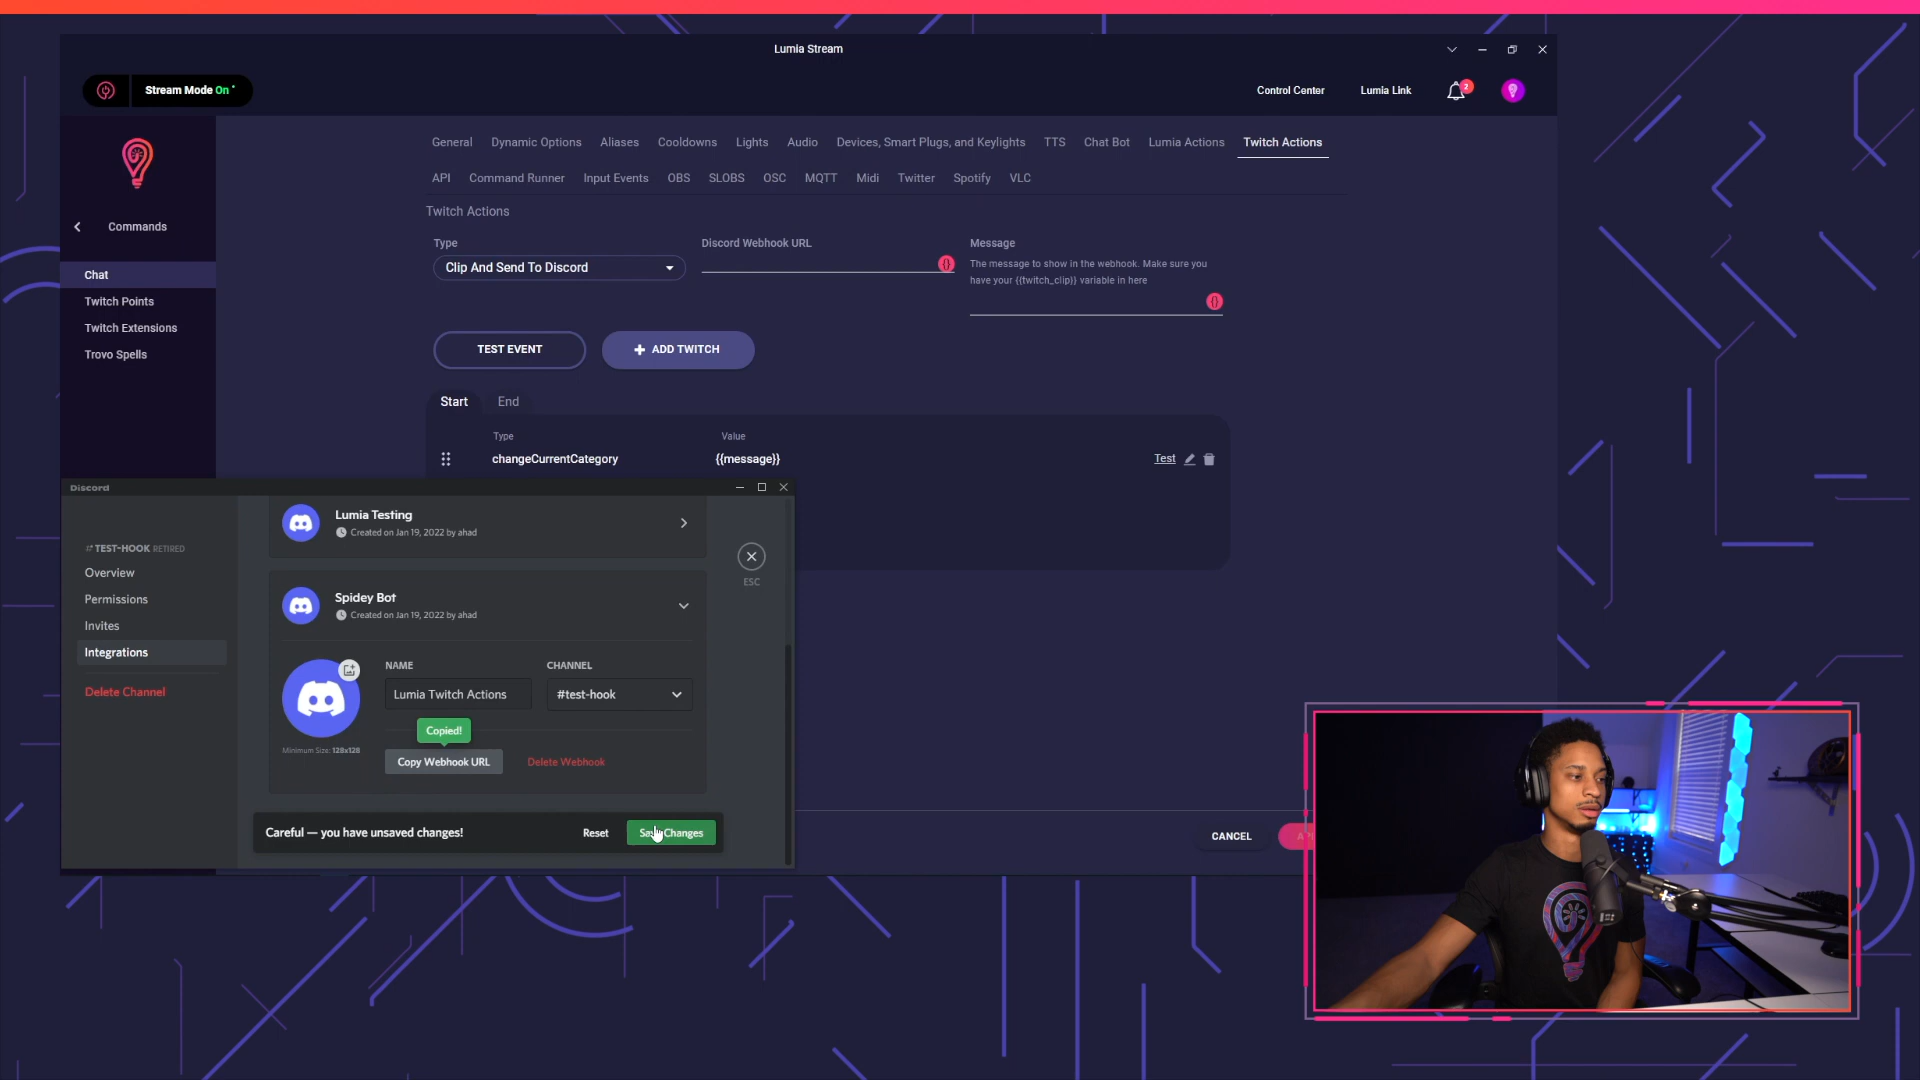 Lumia Stream
Stream Mode On
Control Center
Lumia Link
2
General
Dynamic Options
Aliases
Cooldowns
Lights
Audio
Devices, Smart Plugs, and Keylights
TTS
Chat Bot
Lumia Actions
Twitch Actions
API
Command Runner
Input Events
OBS
SLOBS
OSC
MQTT
Midi
Twitter
Spotify
VLC
Commands
Chat
Twitch Points
Twitch Extensions
Trovo Spells
Twitch Actions
Type
Clip And Send To Discord
Discord Webhook URL
Message
The message to show in the webhook. Make sure you
have your {{twitch_clip}} variable in here
TEST EVENT
ADD TWITCH
Start
End
Type
Value
changeCurrentCategory
{{message}}
Test
Discord
# TEST-HOOK RETIRED
Overview
Permissions
Invites
Integrations
Delete Channel
Lumia Testing
Created on Jan 19, 2022 by ahad
Spidey Bot
Created on Jan 19, 2022 by ahad
NAME
Lumia Twitch Actions
CHANNEL
#test-hook
Minimum Size: 128x128
Copied!
Copy Webhook URL
Delete Webhook
ESC
Careful — you have unsaved changes!
Reset
Changes
CANCEL